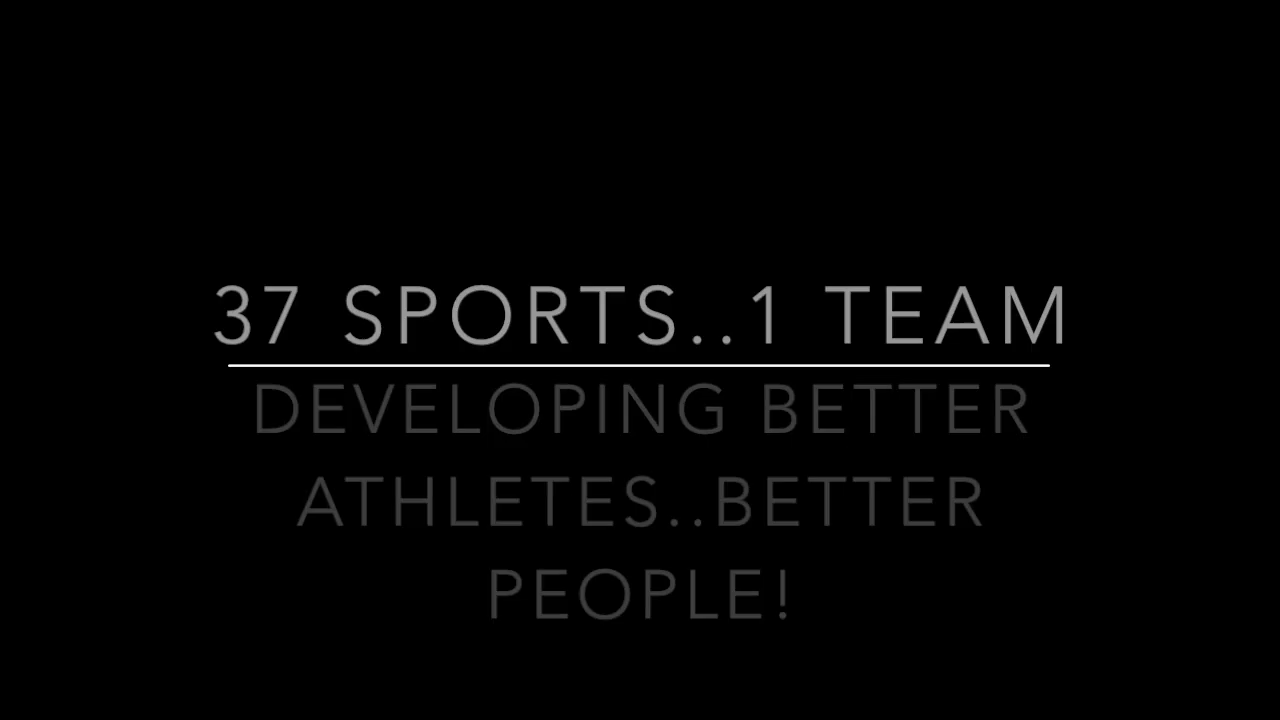 37 SPORTS..1 TEAM
DEVELOPING BETTER
ATHLETES..BETTER
PEOPLE!